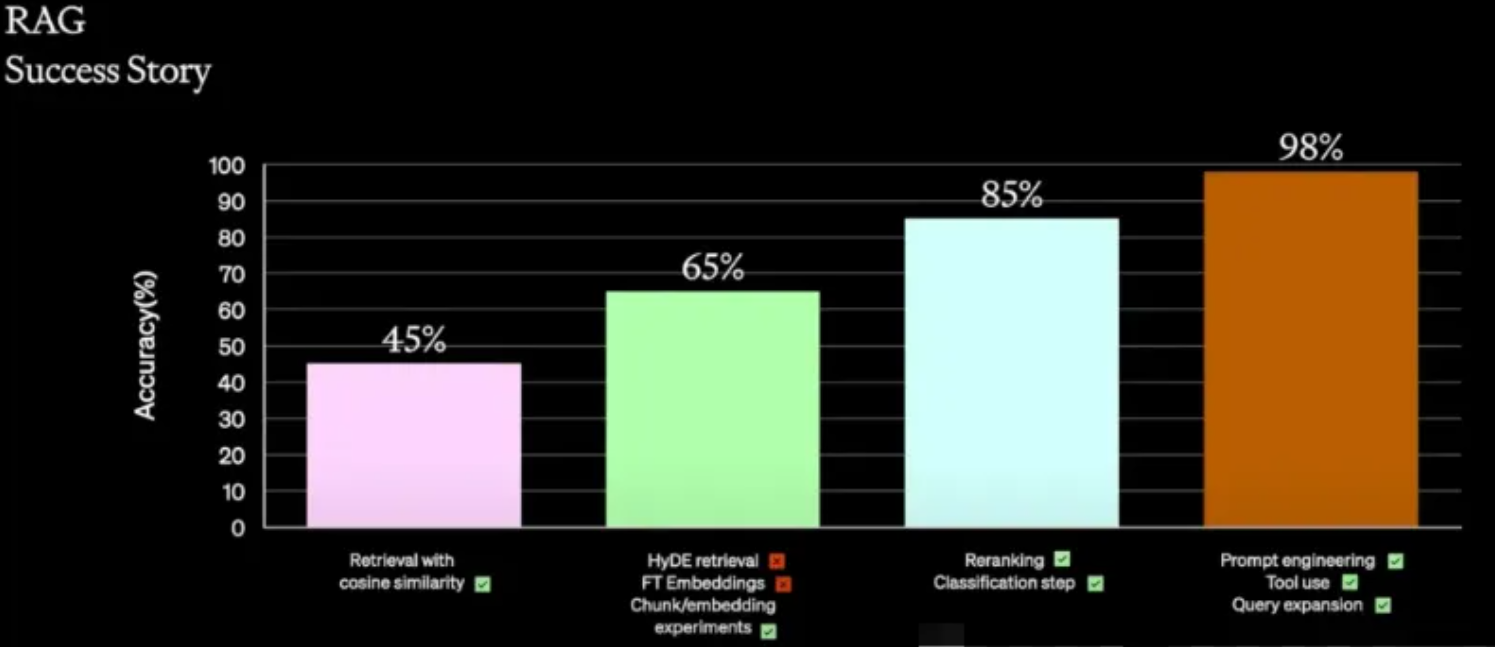 RAG
Success Story
98%
85%
65%
45%
Accuracy(%)
100
90
80
70
60
50
40
30
20
10
0
Retrieval with
cosine similarity
HyDE retrieval
FT Embeddings
Chunk/embedding
experiments
Reranking
Classification step
Prompt engineering
Tool use
Query expansion